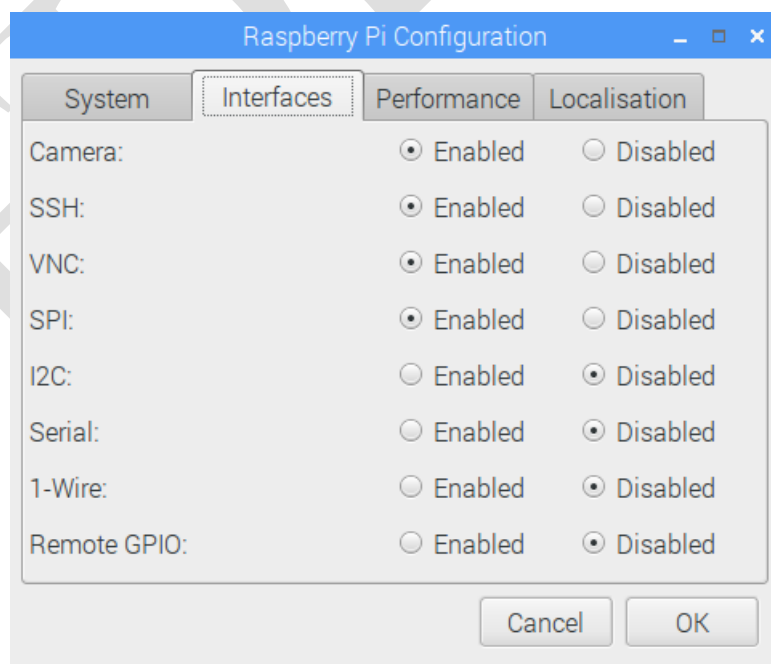 Raspberry Pi Configuration
System Interfaces Performance Localisation
Camera: Enabled Disabled
SSH: Enabled Disabled
VNC: Enabled Disabled
SPI: Enabled Disabled
I2C: Enabled Disabled
Serial: Enabled Disabled
1-Wire: Enabled Disabled
Remote GPIO: Enabled Disabled
Cancel OK